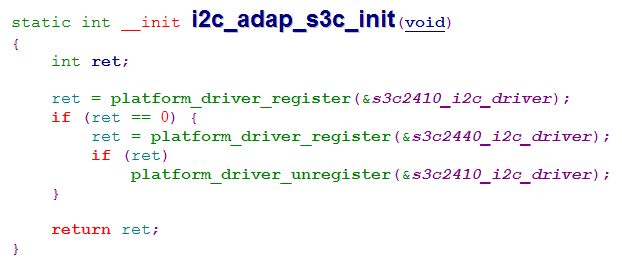 static int __init i2c_adap_s3c_init(void)
{
    int ret;

    ret = platform_driver_register(&s3c2410_i2c_driver);
    if (ret == 0) {
        ret = platform_driver_register(&s3c2440_i2c_driver);
        if (ret)
            platform_driver_unregister(&s3c2410_i2c_driver);
    }

    return ret;
}